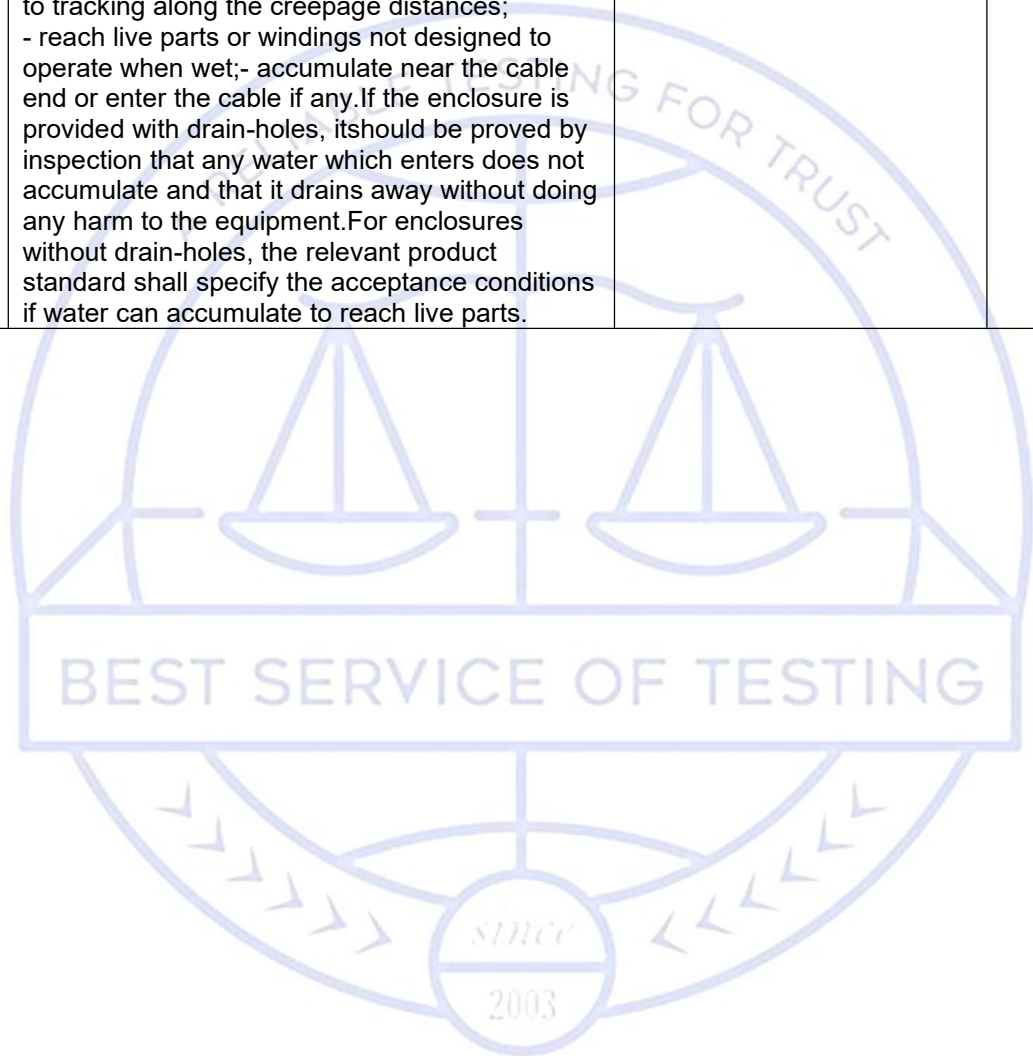 to tracking along the creepage distances;
- reach live parts or windings not designed to
operate when wet;- accumulate near the cable
end or enter the cable if any.If the enclosure is
provided with drain-holes, itshould be proved by
inspection that any water which enters does not
accumulate and that it drains away without doing
any harm to the equipment.For enclosures
without drain-holes, the relevant product
standard shall specify the acceptance conditions
if water can accumulate to reach live parts.
RELIABLE TESTING FOR TRUST
BEST SERVICE OF TESTING
since
2003